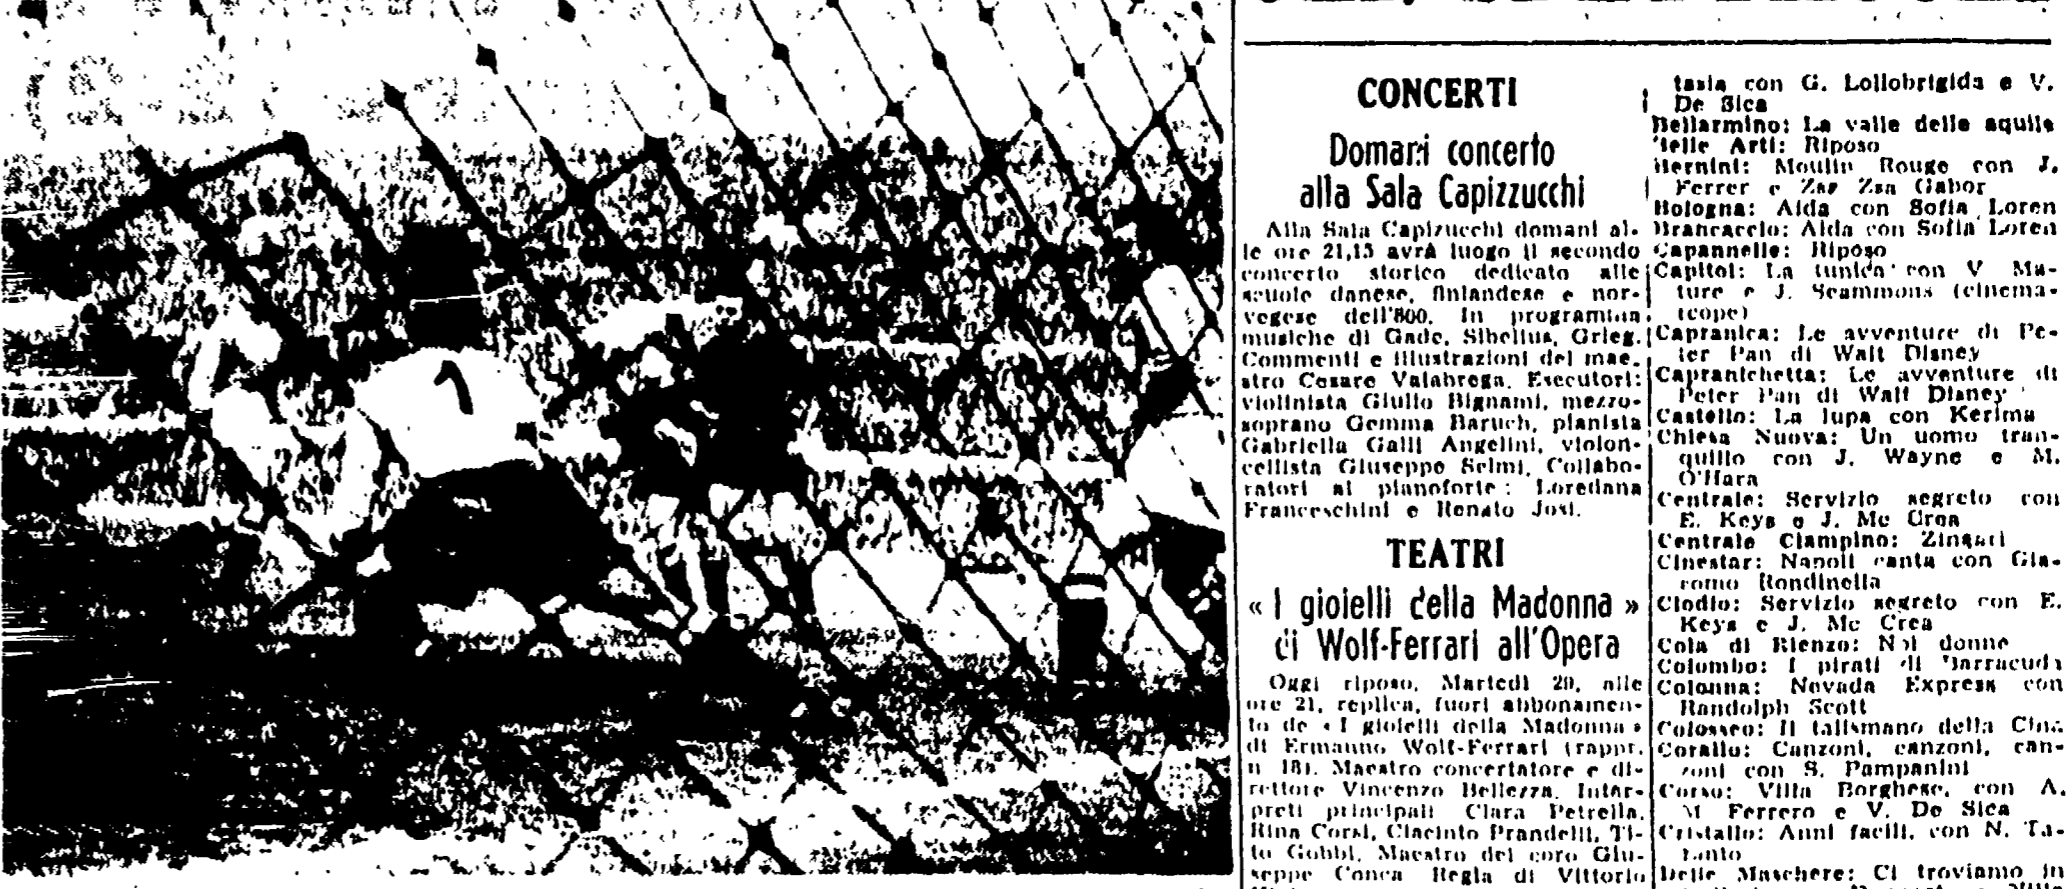 1
CONCERTI
Domani concerto
alla Sala Capizzucchi
Alla Sala Capizucchi domani al-
le ore 21,15 avrà luogo il secondo
concerto storico dedicato alle
scuole danese, finlandese e nor-
vegese dell'800. In programma
musiche di Gade, Sibelius, Grieg.
Commenti e illustrazioni del mae-
stro Cesare Valabrega. Esecutori:
violinista Giulio Bignami, mezzo-
soprano Gemma Baruch, pianista
Gabriella Galli Angelini, violon-
cellista Giuseppe Selmi. Collabo-
ratori al pianoforte: Loredana
Franceschini e Renato Josi.
TEATRI
« I gioielli della Madonna »
di Wolf-Ferrari all'Opera
Oggi riposo. Martedì 29, alle
ore 21, replica, fuori abbonamen-
to de « I gioielli della Madonna »
di Ermanno Wolf-Ferrari (rappr.
n. 18). Maestro concertatore e di-
rettore Vincenzo Bellezza. Inter-
preti principali Clara Petrella,
Rina Corsi, Giacinto Prandelli, Ti-
to Gobbi. Maestro del coro Giu-
seppe Conca Regìa di Vittorio
tasia con G. Lollobrigida e V.
De Sica
Bellarmino: La valle delle aquile
Delle Arti: Riposo
Bernini: Moulin Rouge con J.
Ferrer e Zsa Zsa Gabor
Bologna: Aida con Sofia Loren
Brancaccio: Aida con Sofia Loren
Capannelle: Riposo
Capitol: La tunica con V. Ma-
ture e J. Seammons (cinema-
scope)
Capranica: Le avventure di Pe-
ter Pan di Walt Disney
Capranichetta: Le avventure di
Peter Pan di Walt Disney
Castello: La lupa con Kerima
Chiesa Nuova: Un uomo tran-
quillo con J. Wayne e M.
O'Hara
Centrale: Servizio segreto con
E. Keys e J. Mc Crea
Centrale Ciampino: Zingari
Cinestar: Napoli canta con Gia-
como Rondinella
Clodio: Servizio segreto con E.
Keys e J. Mc Crea
Cola di Rienzo: Noi donne
Colombo: I pirati di Barracuda
Colonna: Nevada Express con
Randolph Scott
Colosseo: Il talismano della Cina
Corallo: Canzoni, canzoni, can-
zoni con S. Pampanini
Corso: Villa Borghese, con A.
M Ferrero e V. De Sica
Cristallo: Anni facili, con N. Ta-
ranto
Delle Maschere: Ci troviamo in